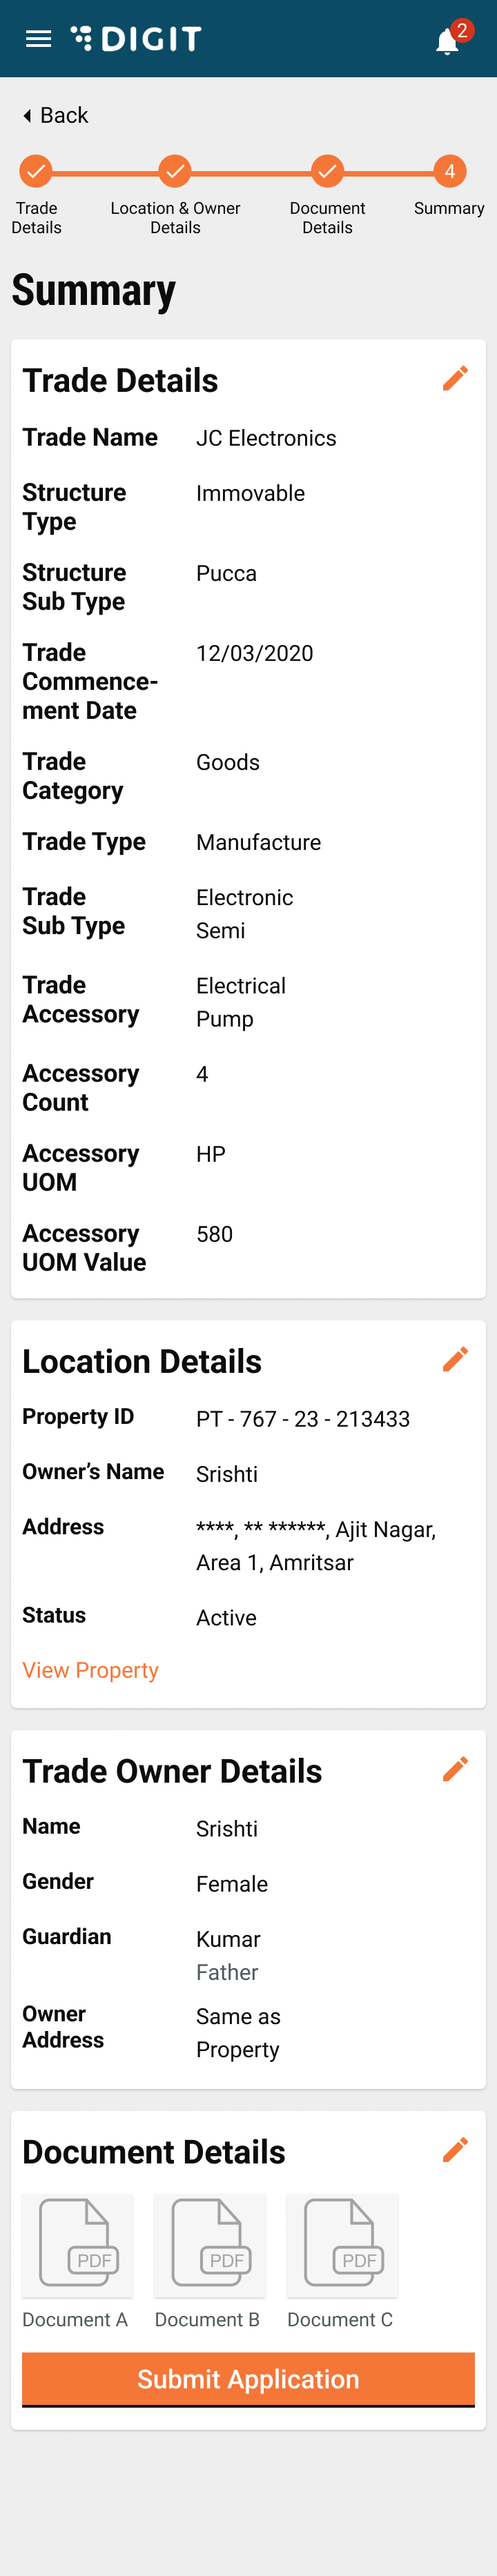 DIGIT
2
Back
4
Trade
Details
Location & Owner
Details
Document
Details
Summary
Summary
Trade Details
Trade Name
JC Electronics
Structure
Type
Immovable
Structure
Sub Type
Pucca
Trade
Commence-
ment Date
12/03/2020
Trade
Category
Goods
Trade Type
Manufacture
Trade
Sub Type
Electronic
Semi
Trade
Accessory
Electrical
Pump
Accessory
Count
4
Accessory
UOM
HP
Accessory
UOM Value
580
Location Details
Property ID
PT - 767 - 23 - 213433
Owner’s Name
Srishti
Address
****, ** ******, Ajit Nagar,
Area 1, Amritsar
Status
Active
View Property
Trade Owner Details
Name
Srishti
Gender
Female
Guardian
Kumar
Father
Owner
Address
Same as
Property
Document Details
PDF
PDF
PDF
Document A
Document B
Document C
Submit Application